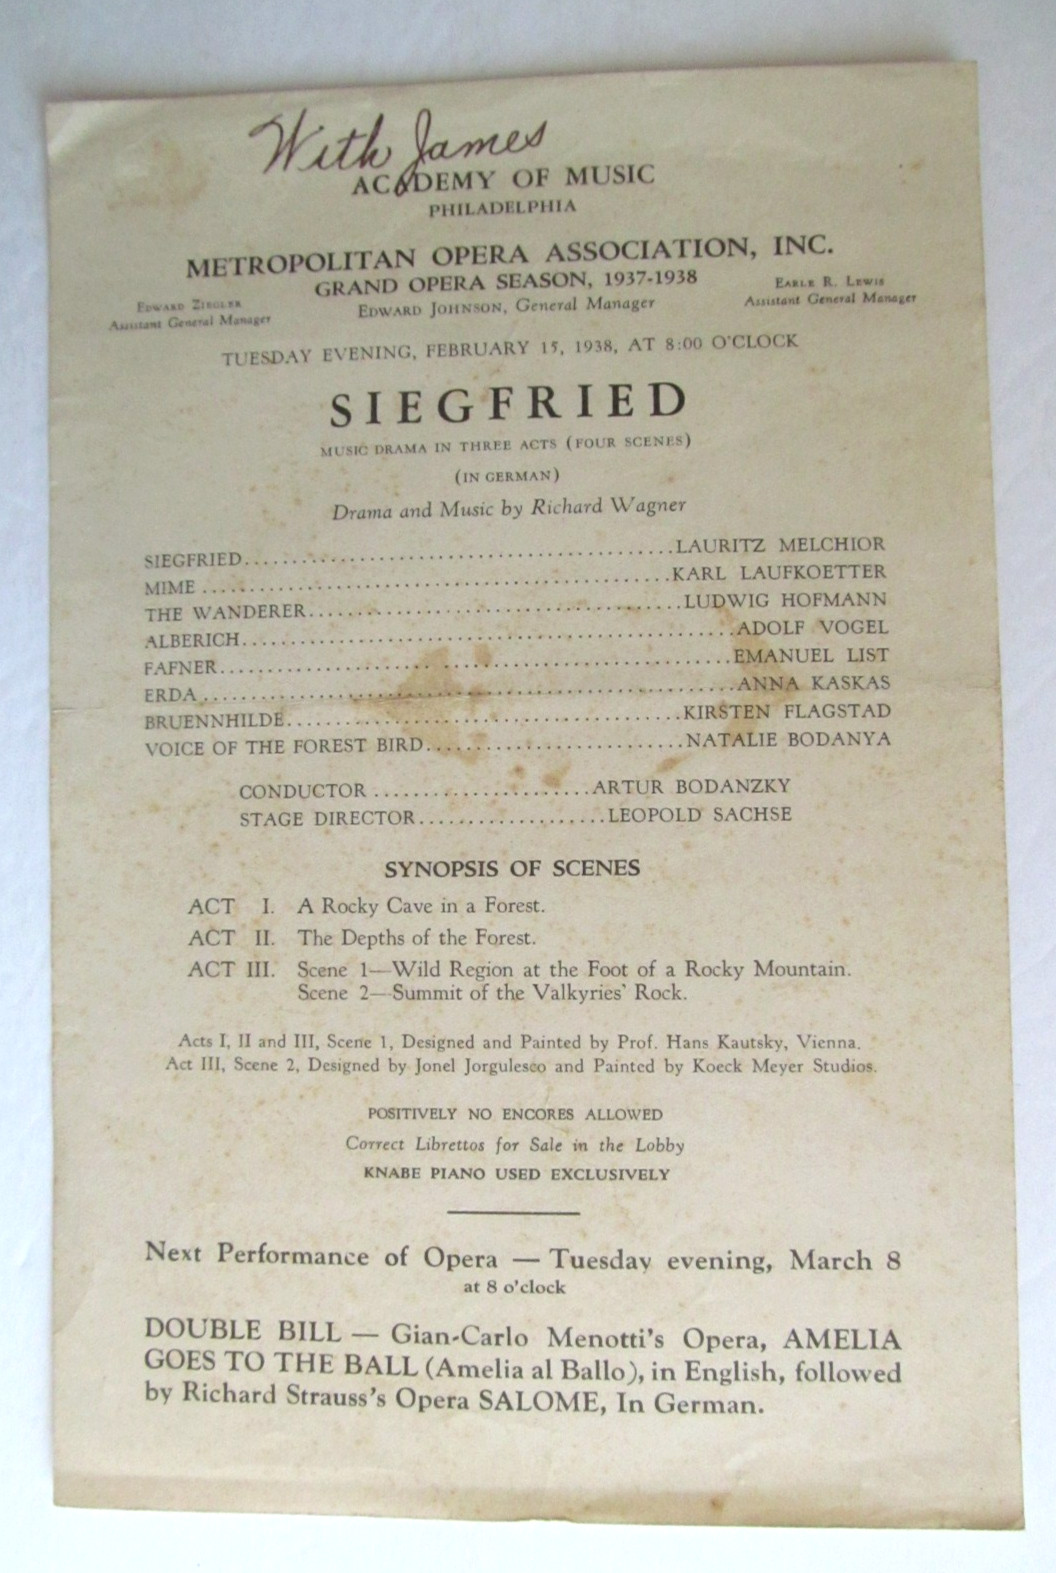 With James
ACADEMY OF MUSIC
PHILADELPHIA
METROPOLITAN OPERA ASSOCIATION, INC.
GRAND OPERA SEASON, 1937-1938
EDWARD ZIEGLER
Assistant General Manager
EDWARD JOHNSON, General Manager
EARLE R. LEWIS
Assistant General Manager
TUESDAY EVENING, FEBRUARY 15, 1938, AT 8:00 O'CLOCK
SIEGFRIED
MUSIC DRAMA IN THREE ACTS (FOUR SCENES)
(IN GERMAN)
Drama and Music by Richard Wagner
SIEGFRIED........................................LAURITZ MELCHIOR
MIME ........................................KARL LAUFKOETTER
THE WANDERER........................................LUDWIG HOFMANN
ALBERICH........................................ADOLF VOGEL
FAFNER........................................EMANUEL LIST
ERDA........................................ANNA KASKAS
BRUENNHILDE........................................KIRSTEN FLAGSTAD
VOICE OF THE FOREST BIRD............................NATALIE BODANYA
CONDUCTOR ........................ARTUR BODANZKY
STAGE DIRECTOR....................LEOPOLD SACHSE
SYNOPSIS OF SCENES
ACT I. A Rocky Cave in a Forest.
ACT II. The Depths of the Forest.
ACT III. Scene 1—Wild Region at the Foot of a Rocky Mountain.
Scene 2—Summit of the Valkyries' Rock.
Acts I, II and III, Scene 1, Designed and Painted by Prof. Hans Kautsky, Vienna.
Act III, Scene 2, Designed by Jonel Jorgulesco and Painted by Koeck Meyer Studios.
POSITIVELY NO ENCORES ALLOWED
Correct Librettos for Sale in the Lobby
KNABE PIANO USED EXCLUSIVELY
Next Performance of Opera — Tuesday evening, March 8
at 8 o'clock
DOUBLE BILL — Gian-Carlo Menotti's Opera, AMELIA
GOES TO THE BALL (Amelia al Ballo), in English, followed
by Richard Strauss's Opera SALOME, In German.